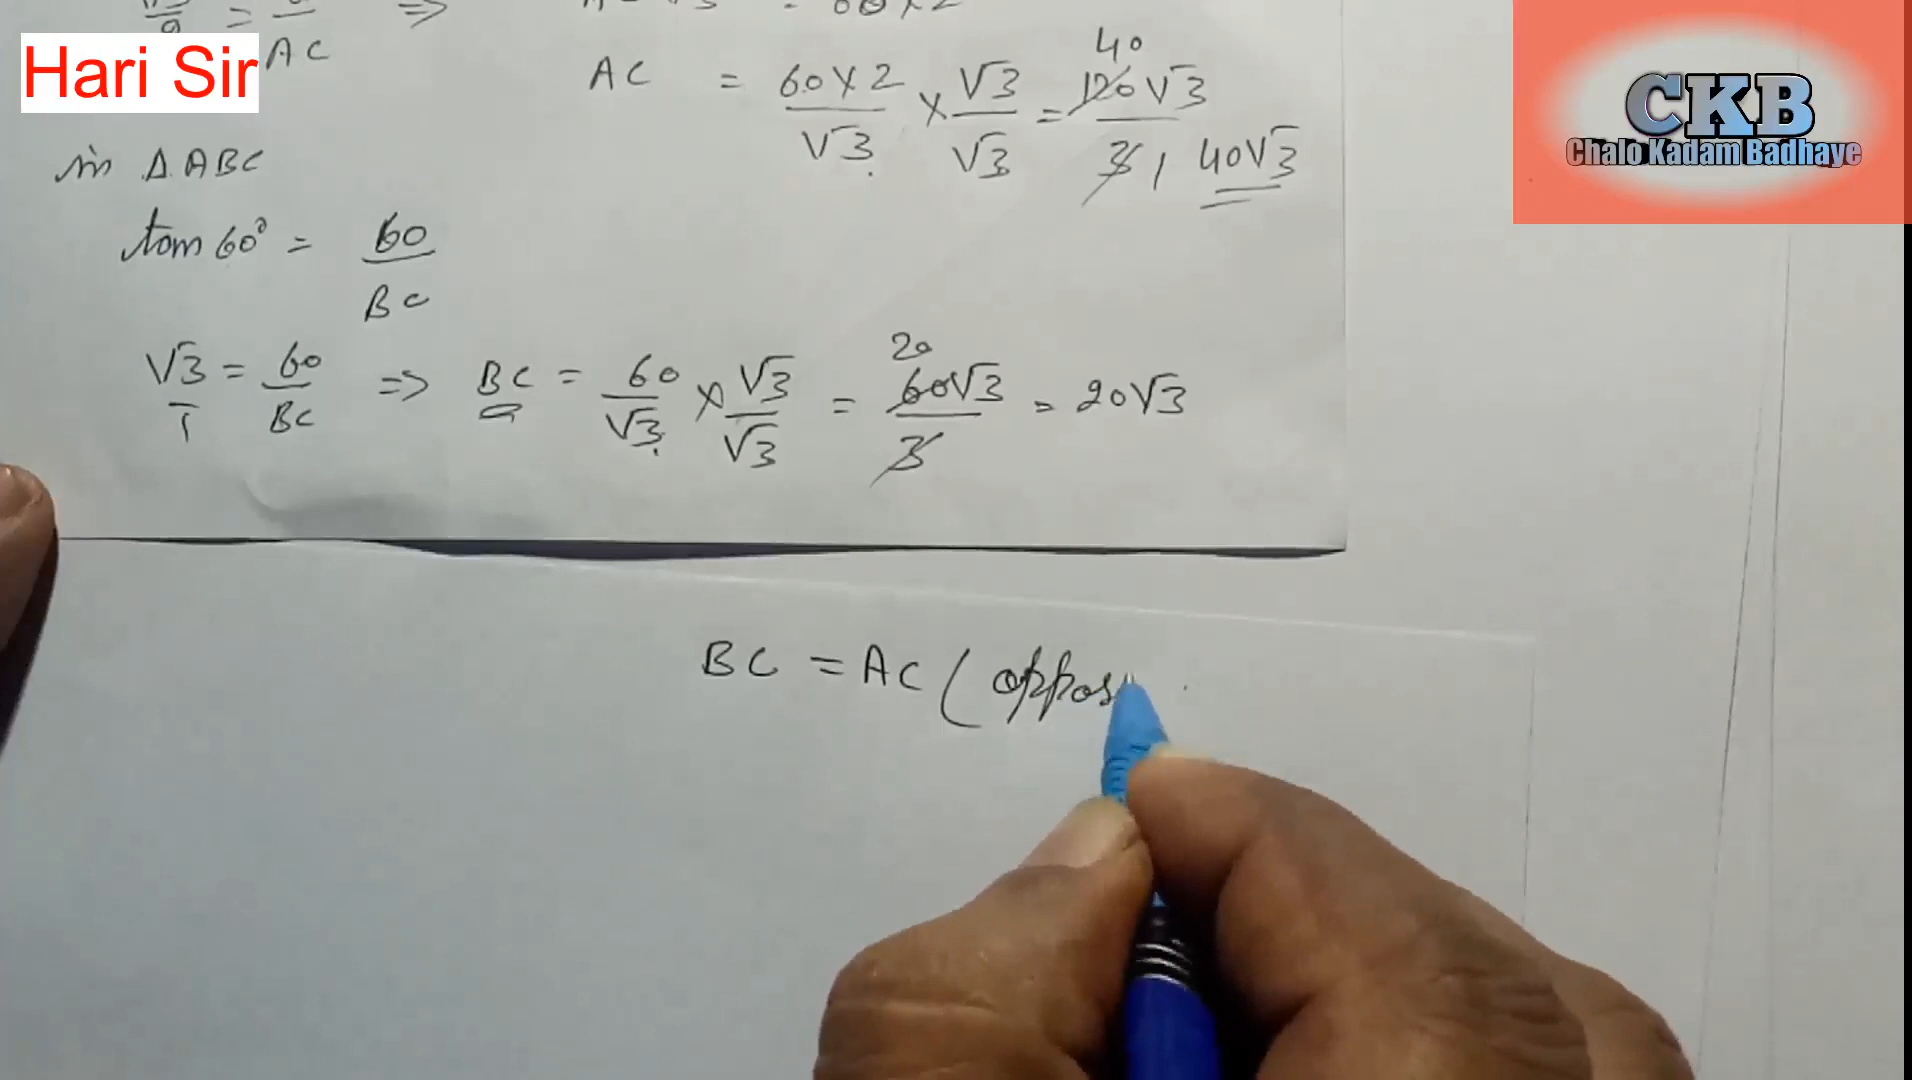 Hari Sir
CKB
Chalo Kadam Badhaye
AC
AC = 60×2/√3 × √3/√3 = 120√3/3 40
1 40√3
in ΔABC
tan 60° = 60/BC
√3/1 = 60/BC => BC = 60/√3 × √3/√3 = 60√3/3 20 = 20√3
BC = AC (oppos